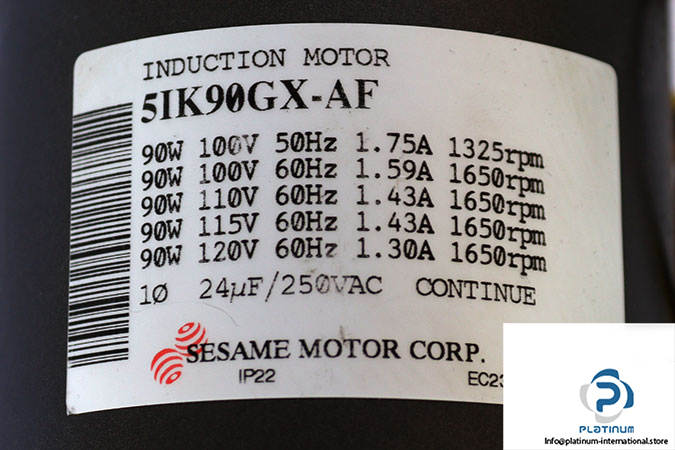 INDUCTION MOTOR
5IK90GX-AF
90W 100V 50Hz 1.75A 1325rpm
90W 100V 60Hz 1.59A 1650rpm
90W 110V 60Hz 1.43A 1650rpm
90W 115V 60Hz 1.43A 1650rpm
90W 120V 60Hz 1.30A 1650rpm
1Ø 24µF/250VAC CONTINUE
SESAME MOTOR CORP.
IP22 EC23
PLATINUM
Info@platinum-international.store